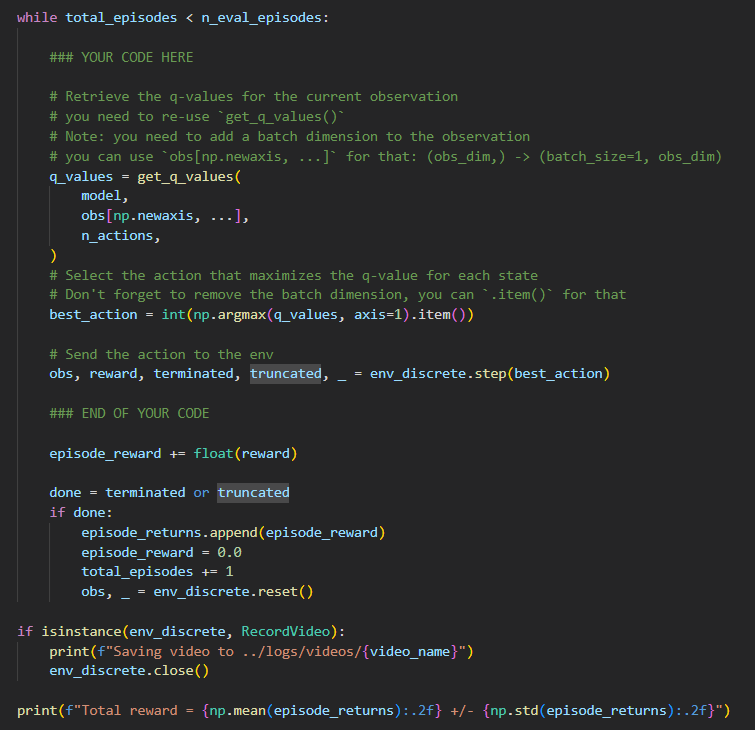 while total_episodes < n_eval_episodes:
### YOUR CODE HERE
# Retrieve the q-values for the current observation
# you need to re-use `get_q_values()`
# Note: you need to add a batch dimension to the observation
# you can use `obs[np.newaxis, ...]` for that: (obs_dim,) -> (batch_size=1, obs_dim)
q_values = get_q_values(
model,
obs[np.newaxis, ...],
n_actions,
)
# Select the action that maximizes the q-value for each state
# Don't forget to remove the batch dimension, you can `.item()` for that
best_action = int(np.argmax(q_values, axis=1).item())
# Send the action to the env
obs, reward, terminated, truncated, _ = env_discrete.step(best_action)
### END OF YOUR CODE
episode_reward += float(reward)
done = terminated or truncated
if done:
episode_returns.append(episode_reward)
episode_reward = 0.0
total_episodes += 1
obs, _ = env_discrete.reset()
if isinstance(env_discrete, RecordVideo):
print(f"Saving video to ../logs/videos/{video_name}")
env_discrete.close()
print(f"Total reward = {np.mean(episode_returns):.2f} +/- {np.std(episode_returns):.2f}")